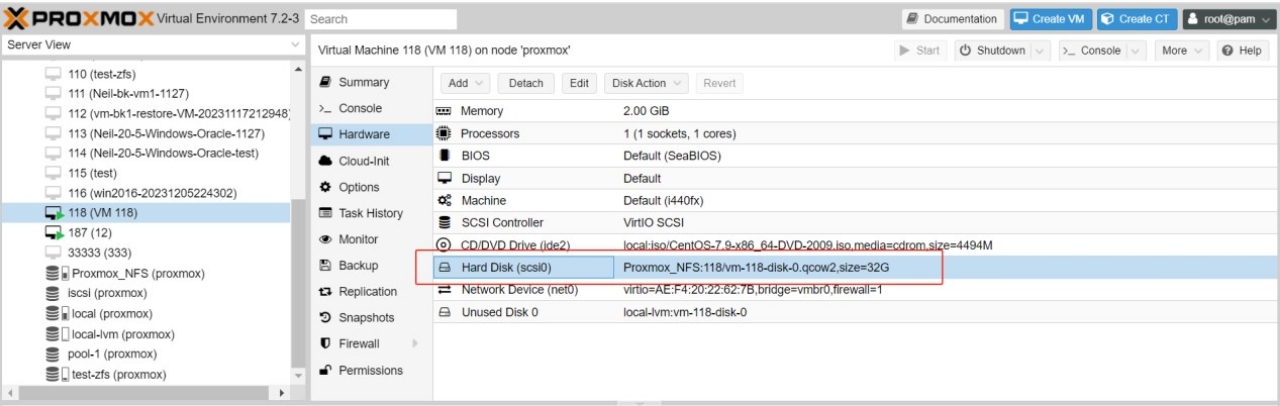 PROXMOX Virtual Environment 7.2-3 Search Documentation Create VM Create CT root@pam
Server View
110 (test-zfs)
111 (Neil-bk-vm1-1127)
112 (vm-bk1-restore-VM-20231117212948)
113 (Neil-20-5-Windows-Oracle-1127)
114 (Neil-20-5-Windows-Oracle-test)
115 (test)
116 (win2016-20231205224302)
118 (VM 118)
187 (12)
33333 (333)
Proxmox_NFS (proxmox)
iscsi (proxmox)
local (proxmox)
local-lvm (proxmox)
pool-1 (proxmox)
test-zfs (proxmox)
Virtual Machine 118 (VM 118) on node 'proxmox' Start Shutdown Console More Help
Summary
Console
Hardware
Cloud-Init
Options
Task History
Monitor
Backup
Replication
Snapshots
Firewall
Permissions
Add Detach Edit Disk Action Revert
Memory 2.00 GiB
Processors 1 (1 sockets, 1 cores)
BIOS Default (SeaBIOS)
Display Default
Machine Default (i440fx)
SCSI Controller VirtIO SCSI
CD/DVD Drive (ide2) local:iso/CentOS-7.9-x86_64-DVD-2009.iso,media=cdrom,size=4494M
Hard Disk (scsi0) Proxmox_NFS:118/vm-118-disk-0.qcow2,size=32G
Network Device (net0) virtio=AE:F4:20:22:62:7B,bridge=vmbr0,firewall=1
Unused Disk 0 local-lvm:vm-118-disk-0